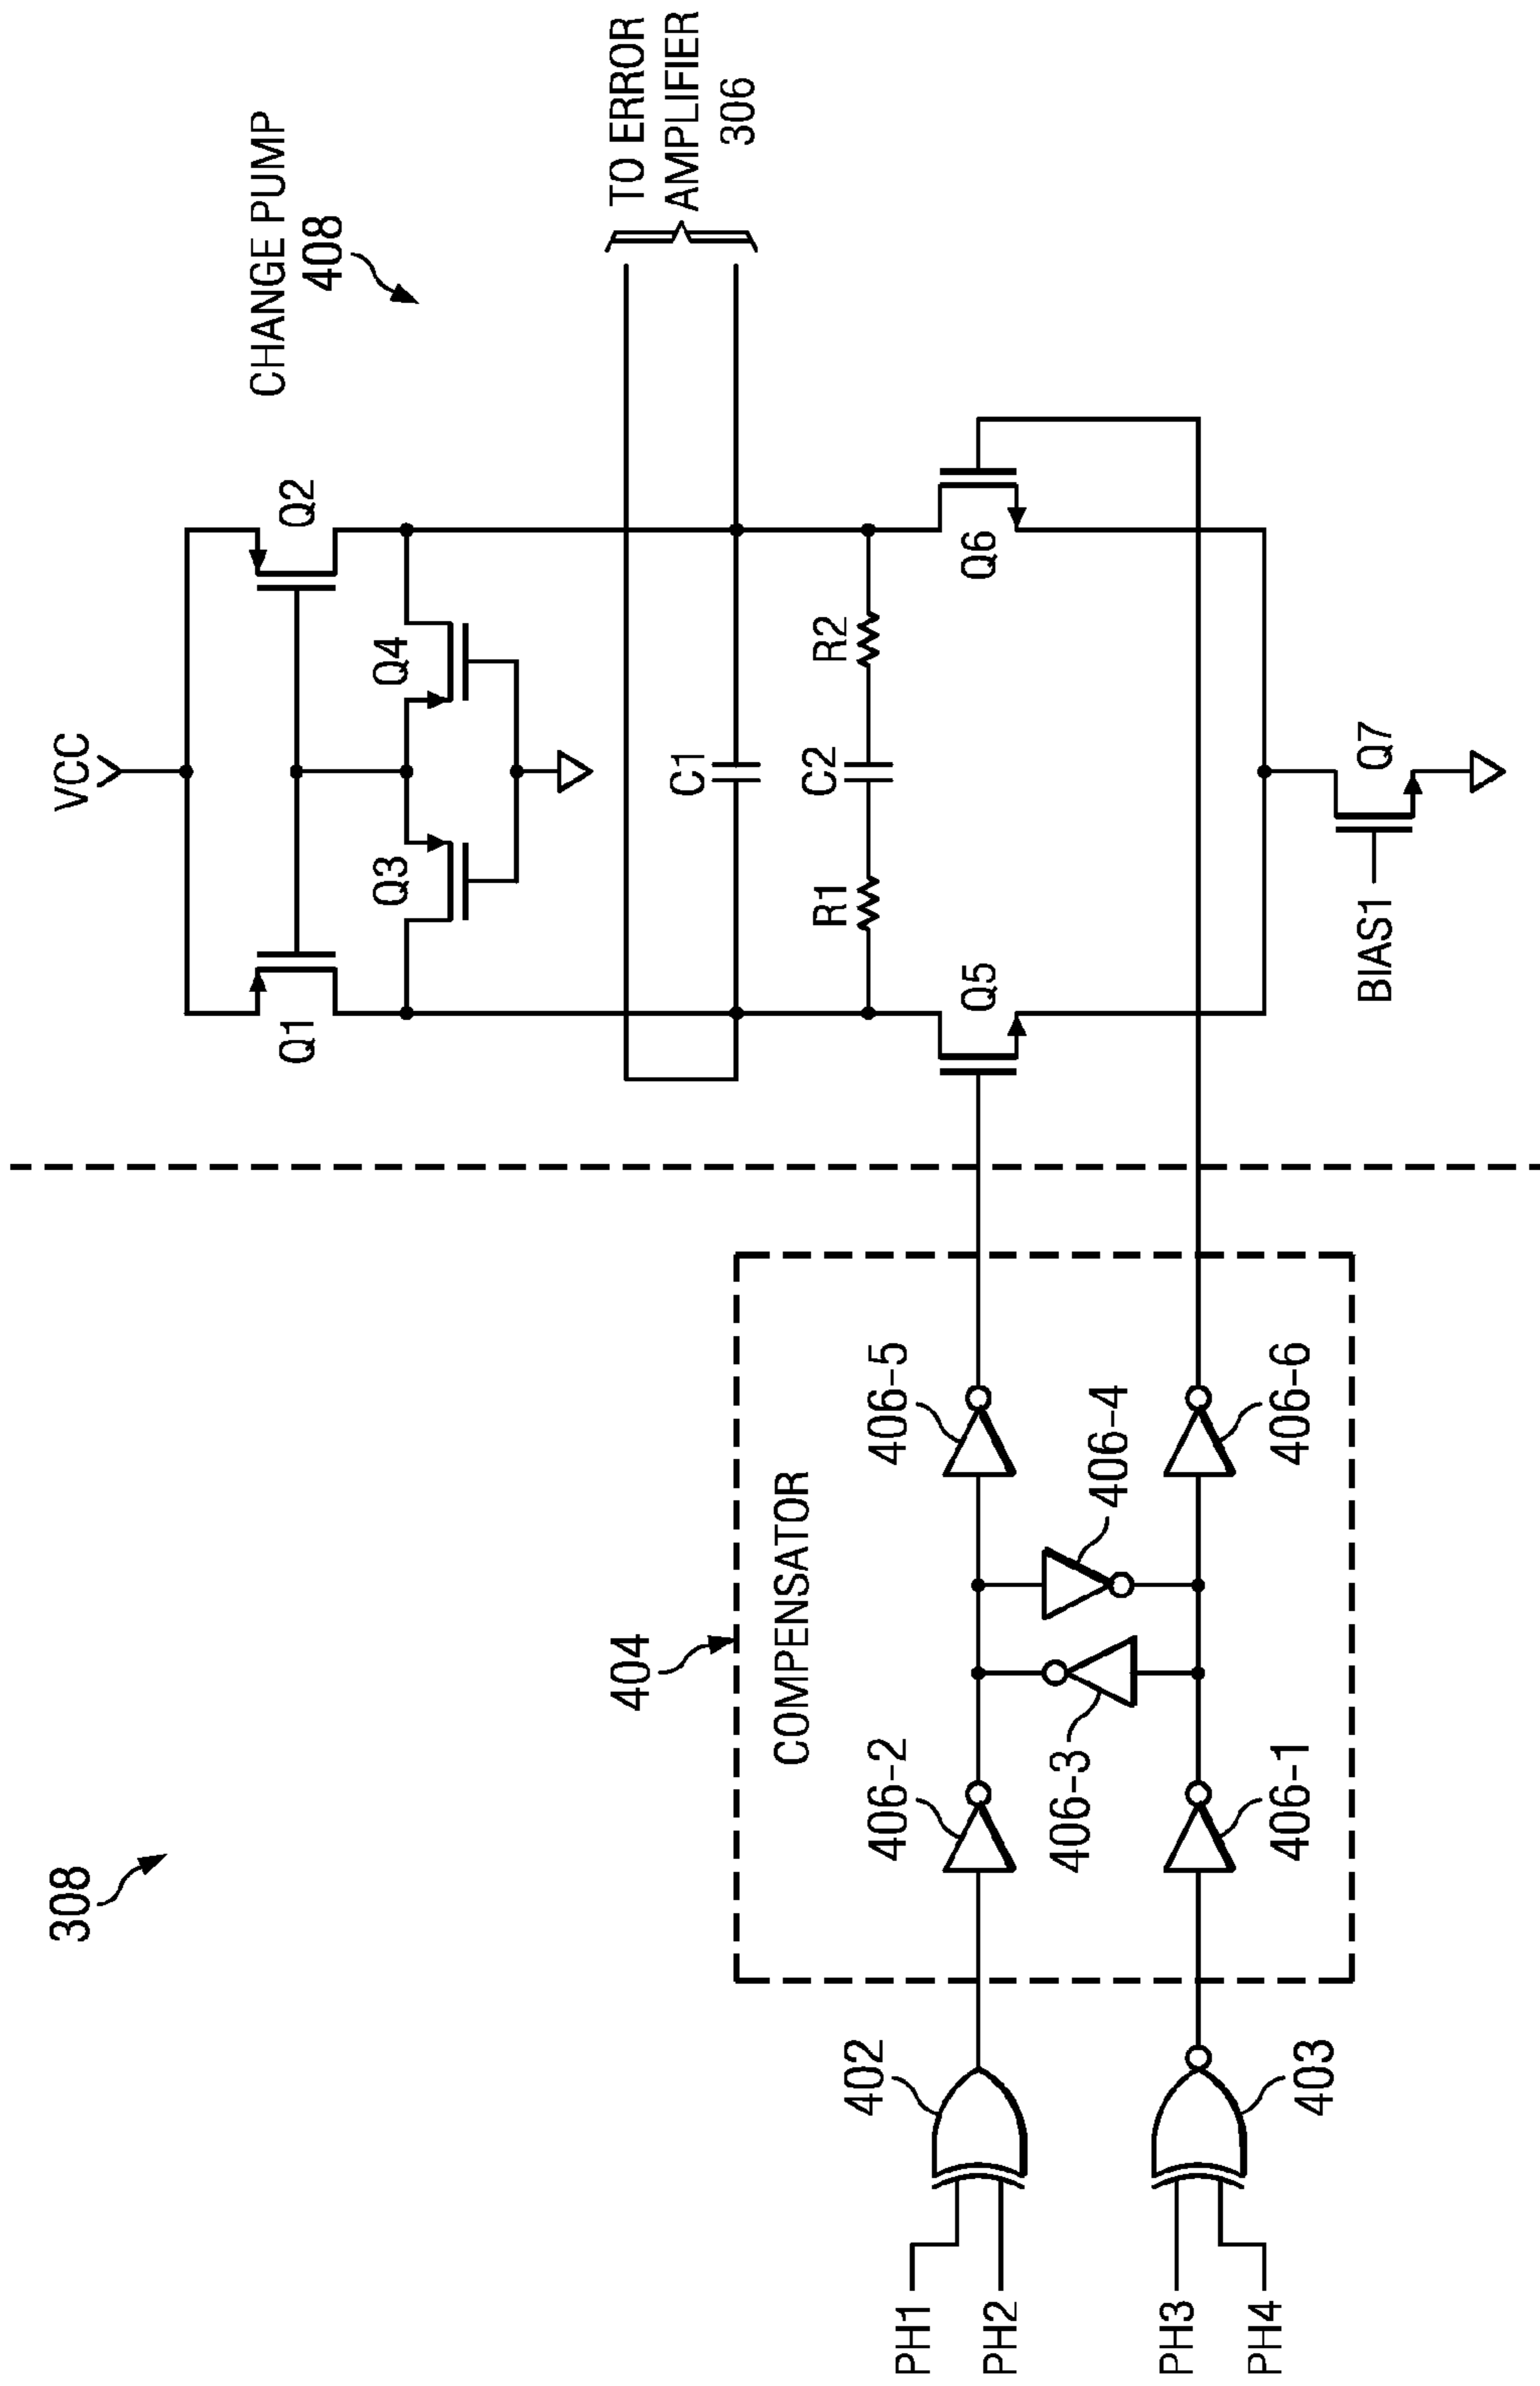 308
CHANGE PUMP
408
VCC
Q1
Q2
Q3
Q4
TO ERROR
AMPLIFIER
306
C1
R1
C2
R2
404
COMPENSATOR
402
406-2
406-5
Q5
Q6
PH1
PH2
406-3
406-4
PH3
PH4
403
406-1
406-6
BIAS1
Q7